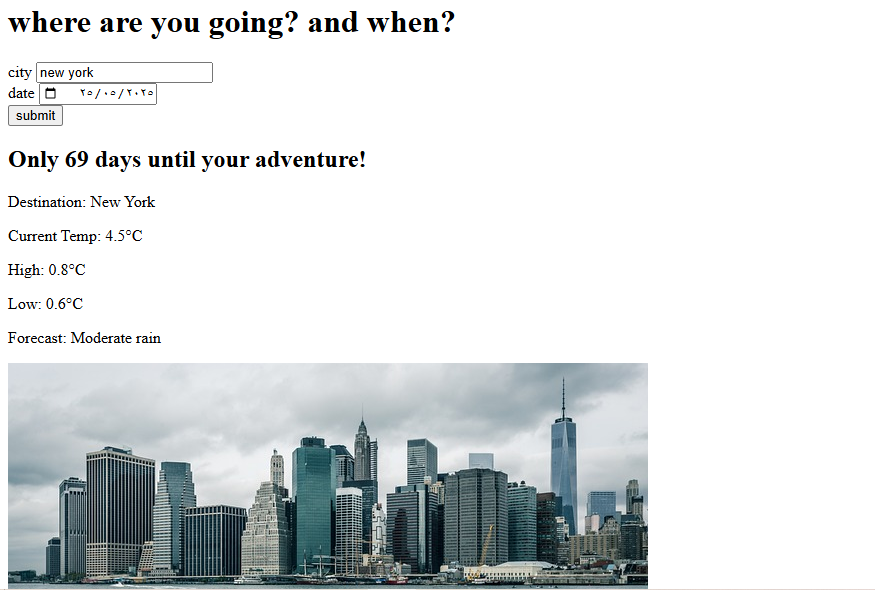 where are you going? and when?
city new york
date ٢٥/٠٥/٢٠٢٥
submit
Only 69 days until your adventure!
Destination: New York
Current Temp: 4.5°C
High: 0.8°C
Low: 0.6°C
Forecast: Moderate rain